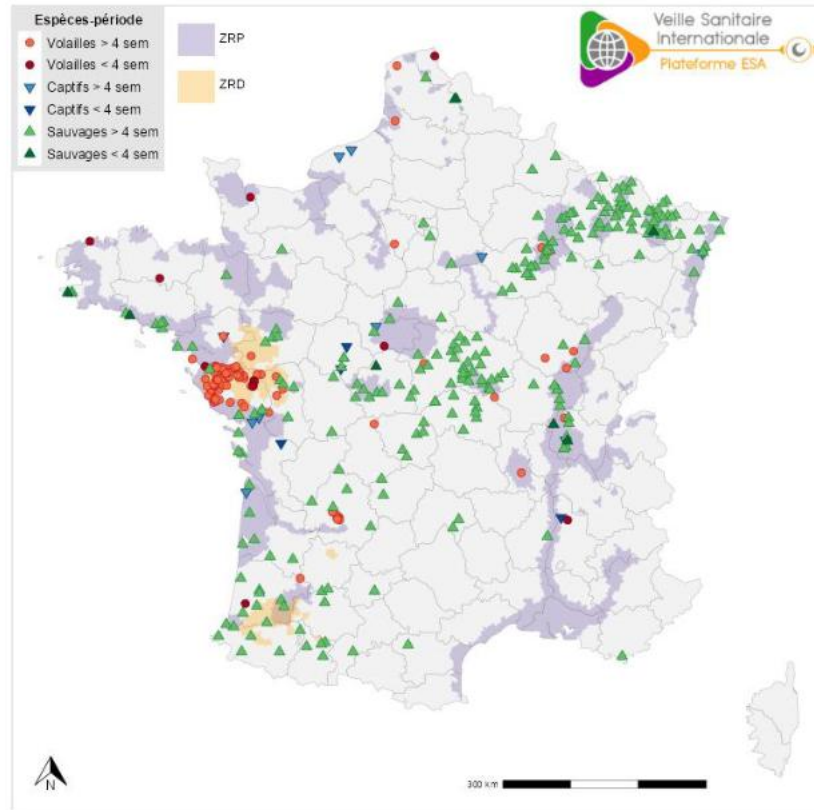 Espèces-période
Volailles > 4 sem
Volailles < 4 sem
Captifs > 4 sem
Captifs < 4 sem
Sauvages > 4 sem
Sauvages < 4 sem
ZRP
ZRD
Veille Sanitaire
Internationale
Plateforme ESA
N
300 km